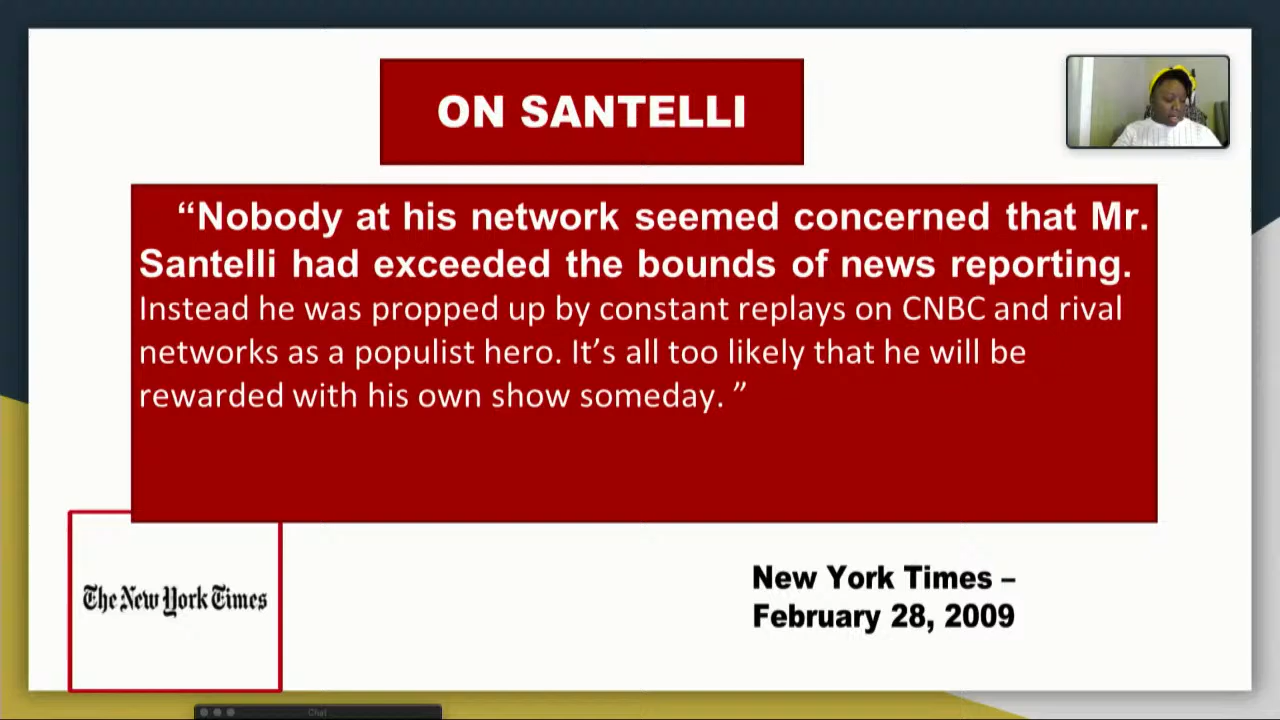 ON SANTELLI
“Nobody at his network seemed concerned that Mr.
Santelli had exceeded the bounds of news reporting.
Instead he was propped up by constant replays on CNBC and rival
networks as a populist hero. It’s all too likely that he will be
rewarded with his own show someday. ”
The New York Times
New York Times –
February 28, 2009
Chat